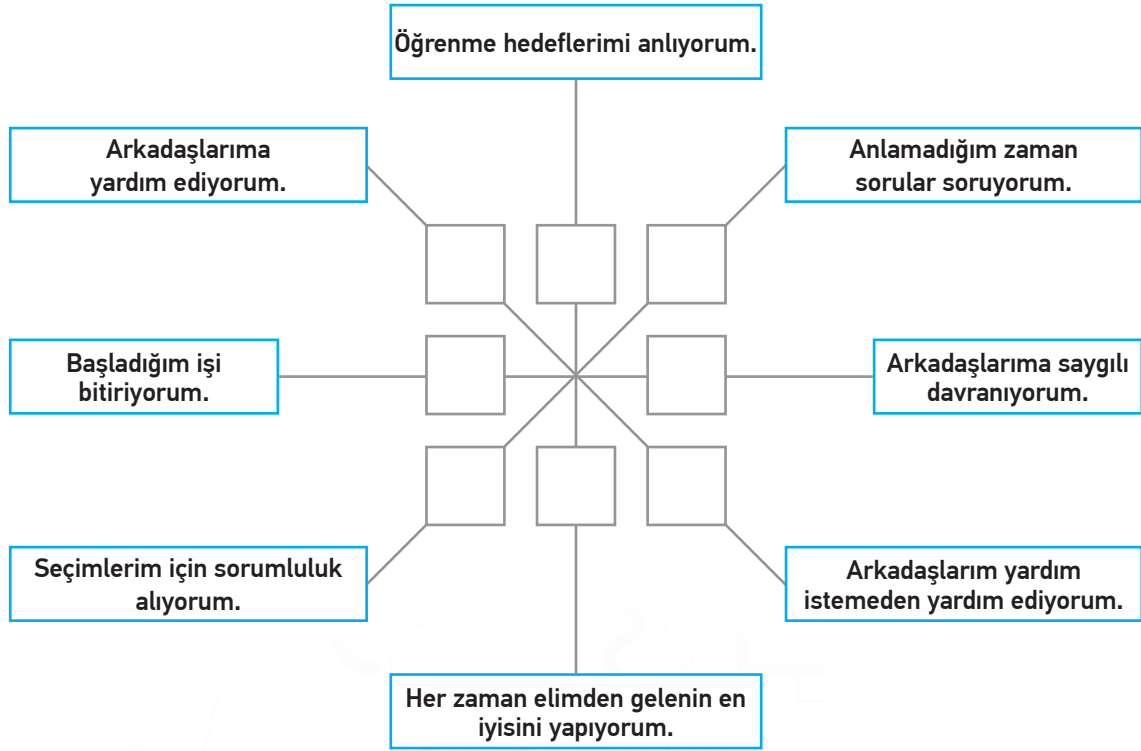 Öğrenme hedeflerimi anlıyorum.
Arkadaşlarıma
yardım ediyorum.
Anlamadığım zaman
sorular soruyorum.
Başladığım işi
bitiriyorum.
Arkadaşlarıma saygılı
davranıyorum.
Seçimlerim için sorumluluk
alıyorum.
Arkadaşlarım yardım
istemeden yardım ediyorum.
Her zaman elimden gelenin en
iyisini yapıyorum.